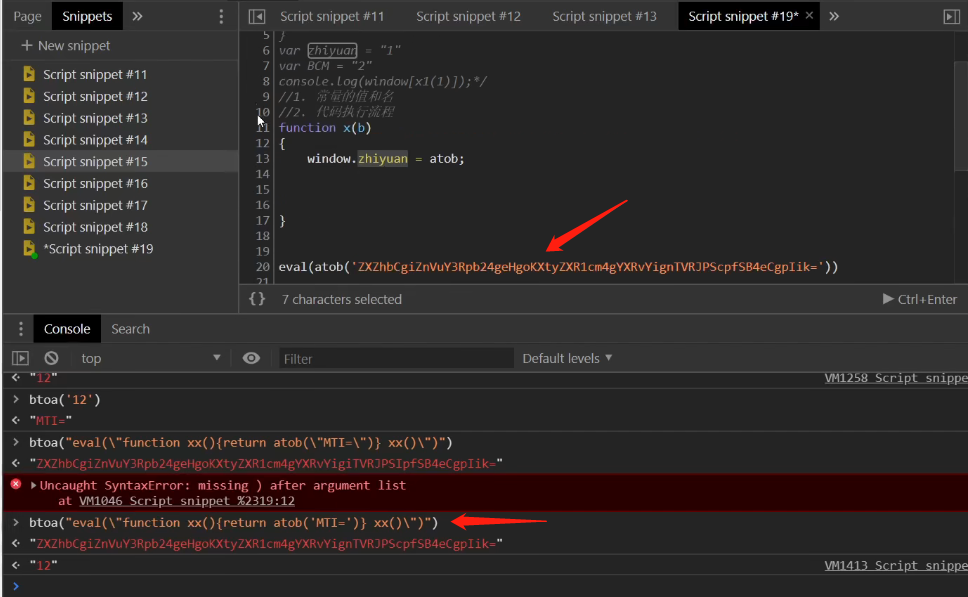 Page Snippets »
+ New snippet
Script snippet #11
Script snippet #12
Script snippet #13
Script snippet #14
Script snippet #15
Script snippet #16
Script snippet #17
Script snippet #18
*Script snippet #19
Script snippet #11 Script snippet #12 Script snippet #13 Script snippet #19* × »
5 }
6 var zhiyuan = "1"
7 var BCM = "2"
8 console.log(window[x1(1)]);*/
9 //1. 常量的值和名
10 //2. 代码执行流程
11 function x(b)
12 {
13 window.zhiyuan = atob;
14
15
16
17 }
18
19
20 eval(atob('ZXZhbCgiZnVuY3Rpb24geHgoKXtyZXR1cm4gYXRvYignTVRJPScpfSB4eCgpIik='))
21
{} 7 characters selected Ctrl+Enter
Console Search
top Filter Default levels
"12" VM1258 Script snippe
> btoa('12')
"MTI="
> btoa("eval(\"function xx(){return atob(\"MTI=\")} xx()\")")
"ZXZhbCgiZnVuY3Rpb24geHgoKXtyZXR1cm4gYXRvYigiTVRJPSIpfSB4eCgpIik="
Uncaught SyntaxError: missing ) after argument list
at VM1046 Script snippet %2319:12
> btoa("eval(\"function xx(){return atob('MTI=')} xx()\")")
"ZXZhbCgiZnVuY3Rpb24geHgoKXtyZXR1cm4gYXRvYignTVRJPScpfSB4eCgpIik="
"12" VM1413 Script snippe
>